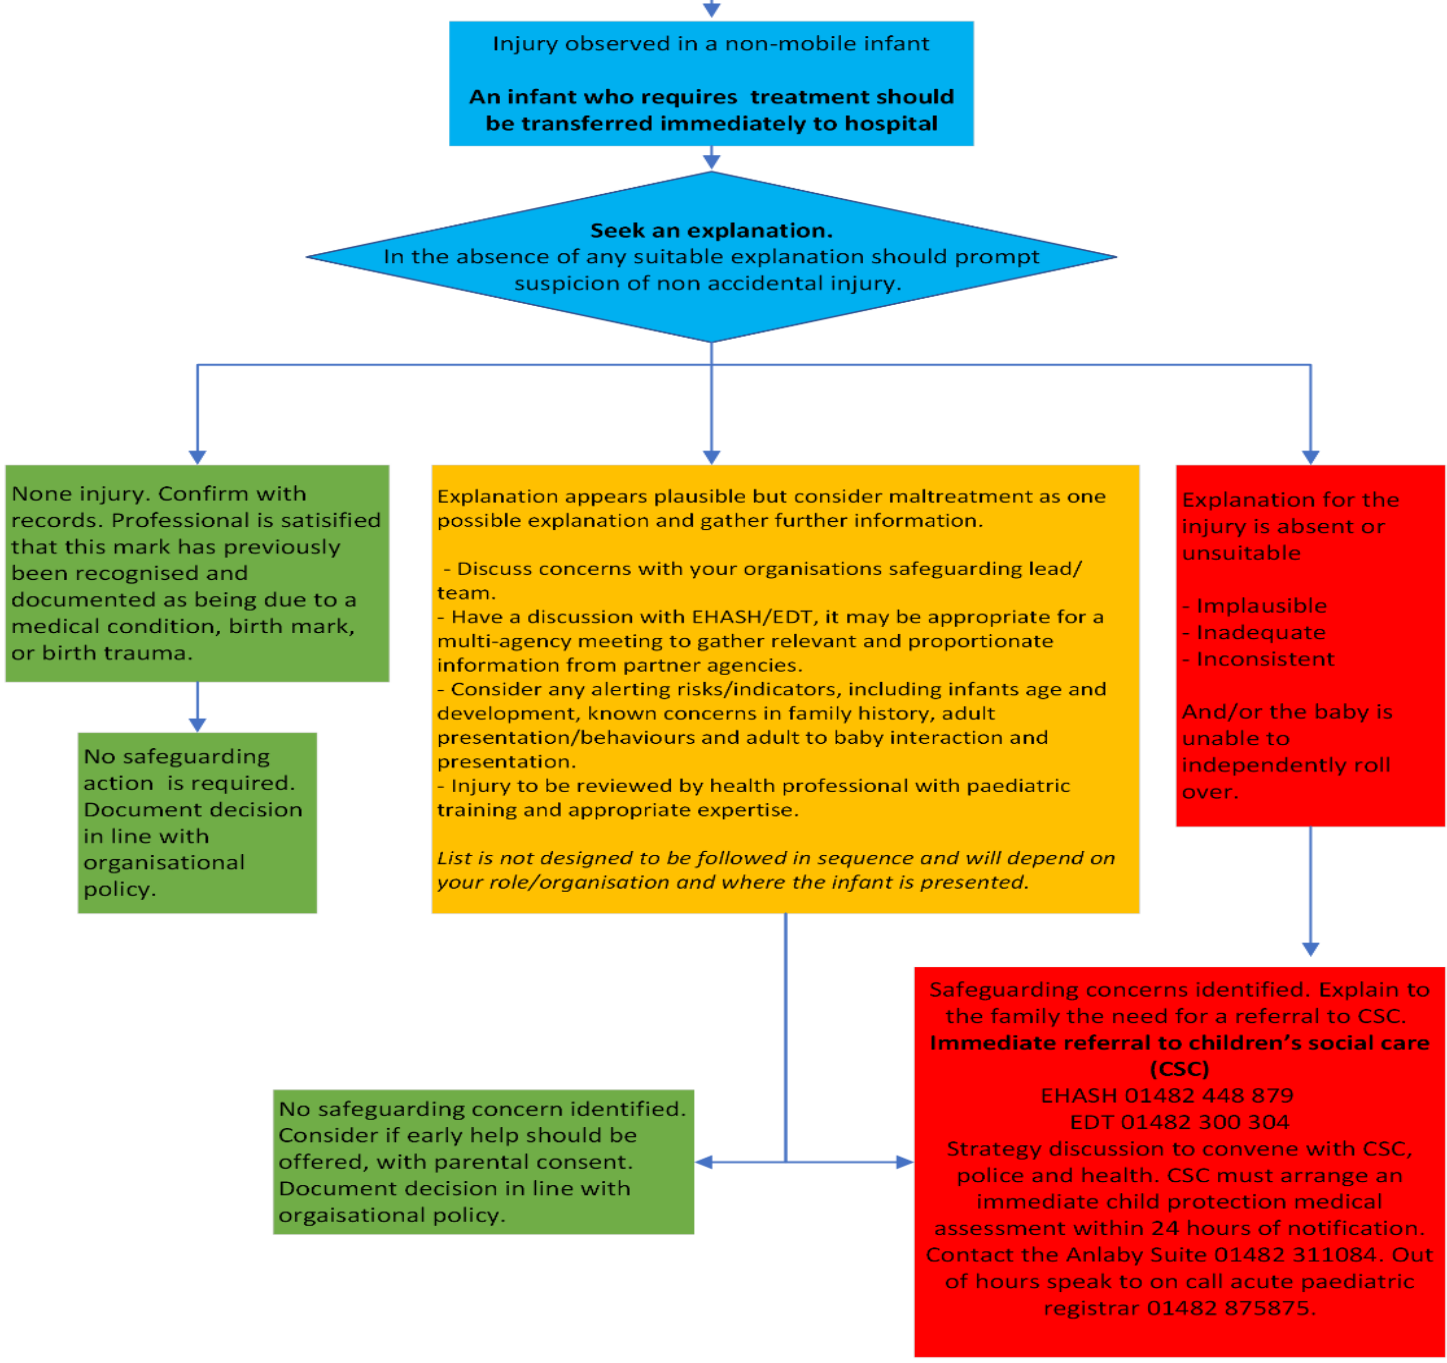 Injury observed in a non-mobile infant
An infant who requires treatment should
be transferred immediately to hospital
Seek an explanation.
In the absence of any suitable explanation should prompt
suspicion of non accidental injury.
None injury. Confirm with
records. Professional is satisified
that this mark has previously
been recognised and
documented as being due to a
medical condition, birth mark,
or birth trauma.
No safeguarding
action is required.
Document decision
in line with
organisational
policy.
Explanation appears plausible but consider maltreatment as one
possible explanation and gather further information.
- Discuss concerns with your organisations safeguarding lead/
team.
- Have a discussion with EHASH/EDT, it may be appropriate for a
multi-agency meeting to gather relevant and proportionate
information from partner agencies.
- Consider any alerting risks/indicators, including infants age and
development, known concerns in family history, adult
presentation/behaviours and adult to baby interaction and
presentation.
- Injury to be reviewed by health professional with paediatric
training and appropriate expertise.
List is not designed to be followed in sequence and will depend on
your role/organisation and where the infant is presented.
Explanation for the
injury is absent or
unsuitable
- Implausible
- Inadequate
- Inconsistent
And/or the baby is
unable to
independently roll
over.
No safeguarding concern identified.
Consider if early help should be
offered, with parental consent.
Document decision in line with
orgaisational policy.
Safeguarding concerns identified. Explain to
the family the need for a referral to CSC.
Immediate referral to children's social care
(CSC)
EHASH 01482 448 879
EDT 01482 300 304
Strategy discussion to convene with CSC,
police and health. CSC must arrange an
immediate child protection medical
assessment within 24 hours of notification.
Contact the Anlaby Suite 01482 311084. Out
of hours speak to on call acute paediatric
registrar 01482 875875.